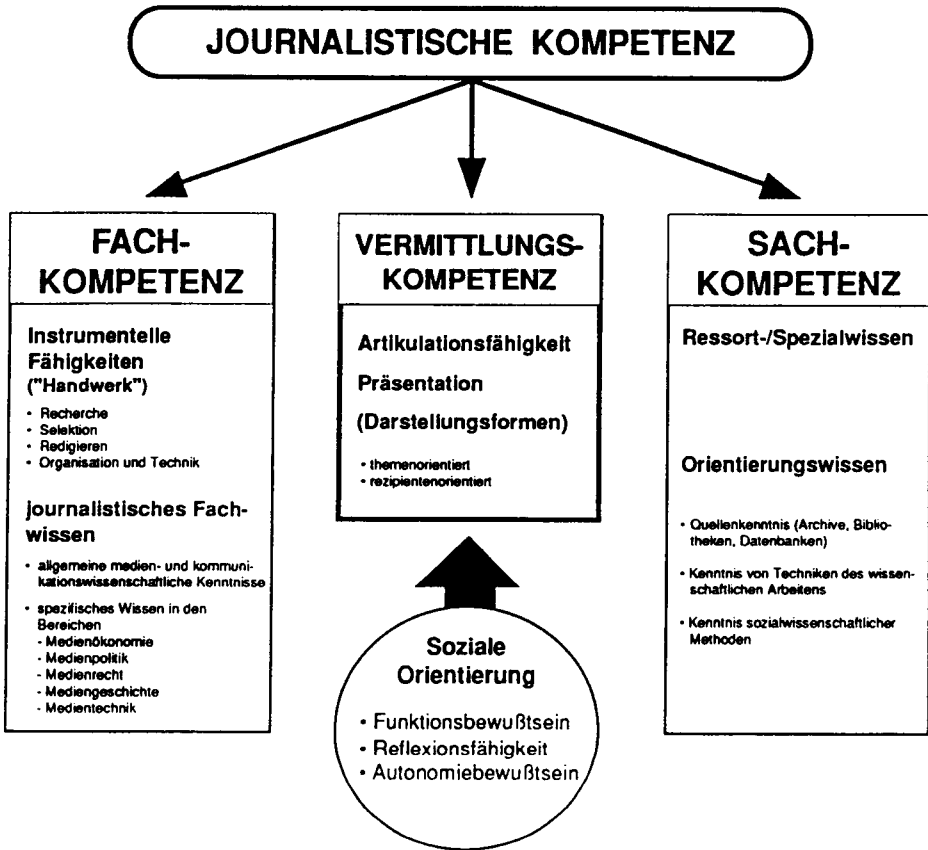 JOURNALISTISCHE KOMPETENZ
FACH-
KOMPETENZ
Instrumentelle
Fähigkeiten
("Handwerk")
• Recherche
• Selektion
• Redigieren
• Organisation und Technik
journalistisches Fach-
wissen
• allgemeine medien- und kommuni-
kationswissenschaftliche Kenntnisse
• spezifisches Wissen in den
Bereichen
- Medienökonomie
- Medienpolitik
- Medienrecht
- Mediengeschichte
- Medientechnik
VERMITTLUNGS-
KOMPETENZ
Artikulationsfähigkeit
Präsentation
(Darstellungsformen)
• themenorientiert
• rezipientenorientiert
Soziale
Orientierung
• Funktionsbewußtsein
• Reflexionsfähigkeit
• Autonomiebewußtsein
SACH-
KOMPETENZ
Ressort-/Spezialwissen
Orientierungswissen
• Quellenkenntnis (Archive, Biblio-
theken, Datenbanken)
• Kenntnis von Techniken des wissen-
schaftlichen Arbeitens
• Kenntnis sozialwissenschaftlicher
Methoden